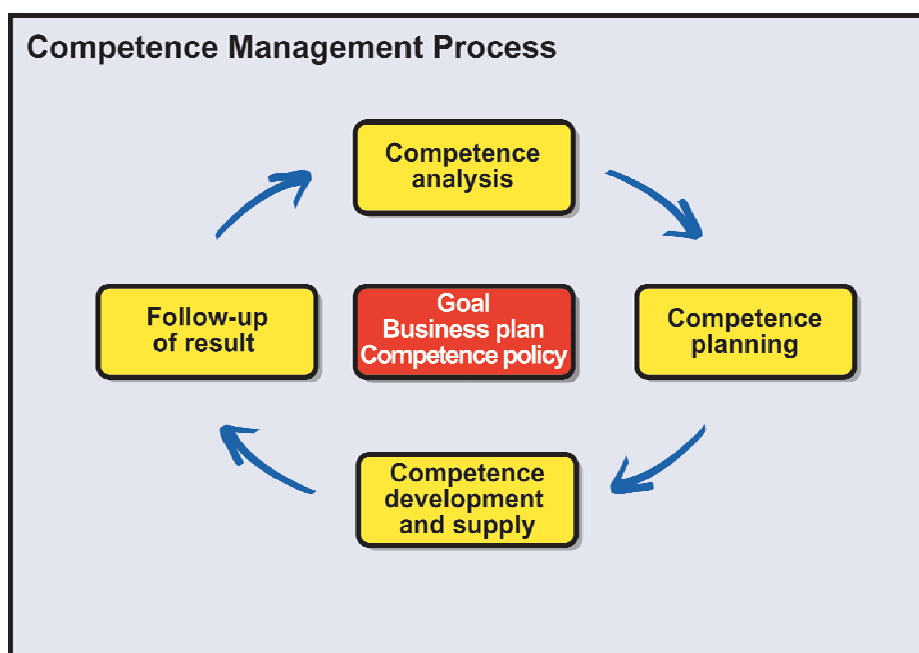 Competence Management Process
Competence
analysis
Follow-up
of result
Goal
Business plan
Competence policy
Competence
planning
Competence
development
and supply